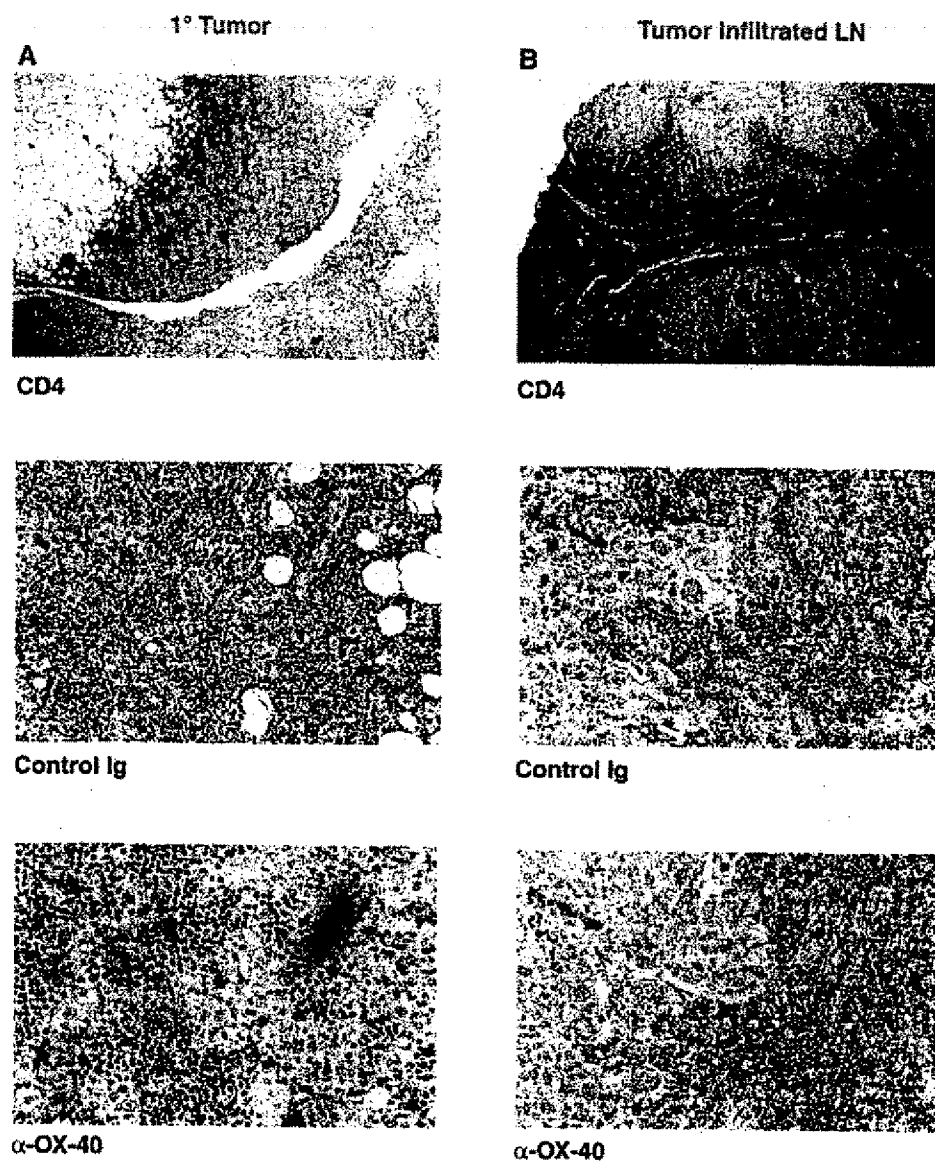 1° Tumor
Tumor Infiltrated LN
A
B
CD4
CD4
Control Ig
Control Ig
α-OX-40
α-OX-40